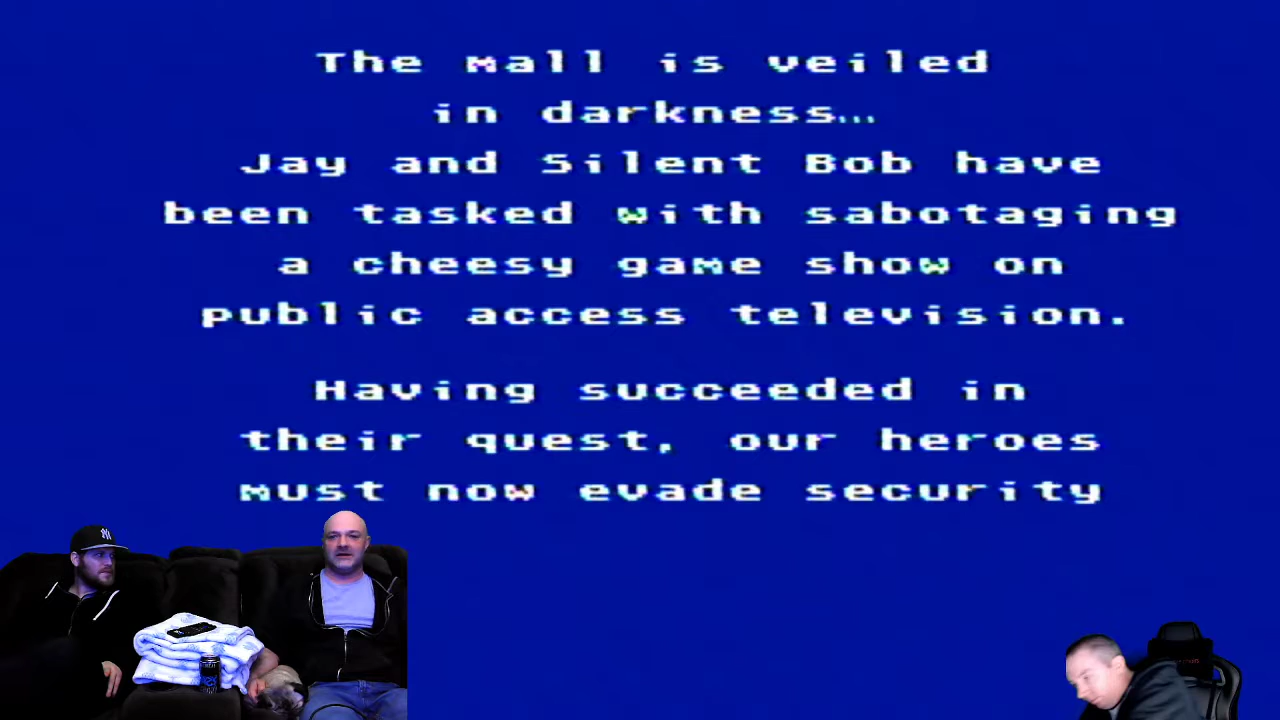 The mall is veiled
in darkness...
Jay and Silent Bob have
been tasked with sabotaging
a cheesy game show on
public access television.
Having succeeded in
their quest, our heroes
must now evade security